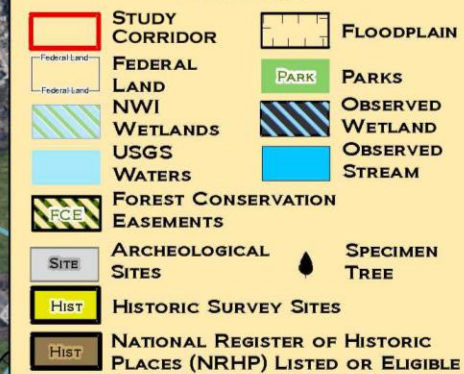 STUDY
CORRIDOR
FLOODPLAIN
Federal Land
Federal Land
FEDERAL
LAND
PARK
PARKS
NWI
WETLANDS
OBSERVED
WETLAND
USGS
WATERS
OBSERVED
STREAM
FCE
FOREST CONSERVATION
EASEMENTS
SITE
ARCHEOLOGICAL
SITES
SPECIMEN
TREE
HIST
HISTORIC SURVEY SITES
HIST
NATIONAL REGISTER OF HISTORIC
PLACES (NRHP) LISTED OR ELIGIBLE